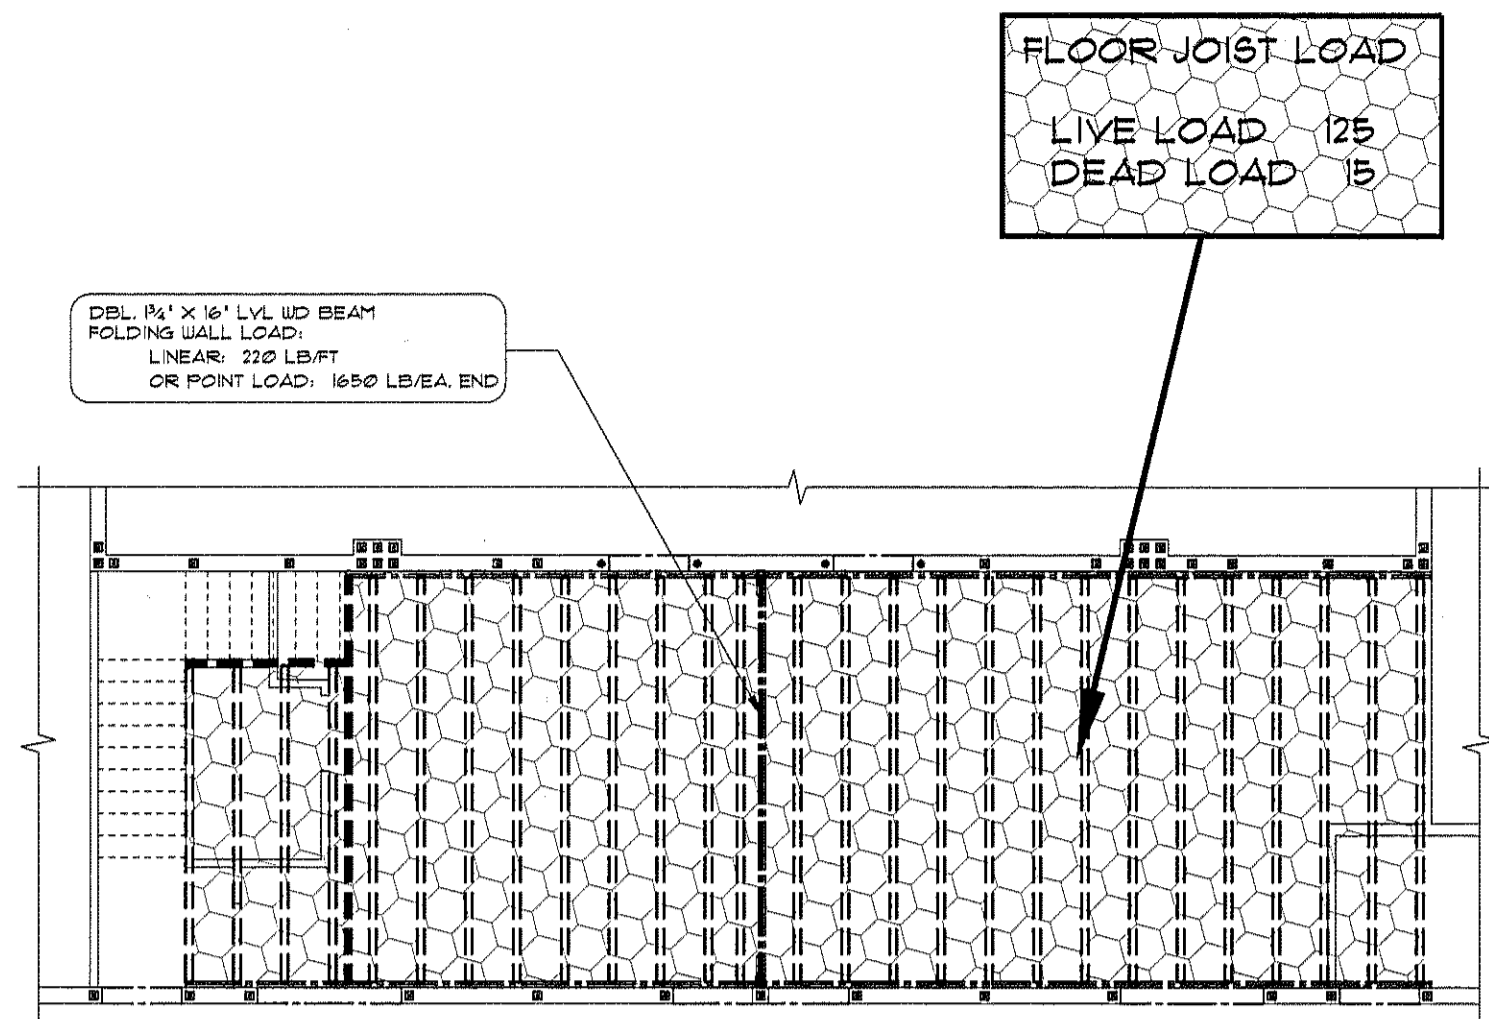 FLOOR JOIST LOAD
LIVE LOAD 125
DEAD LOAD 15
DBL. 1¾" X 16" LVL WD BEAM
FOLDING WALL LOAD:
LINEAR: 220 LB/FT
OR POINT LOAD: 1650 LB/EA. END